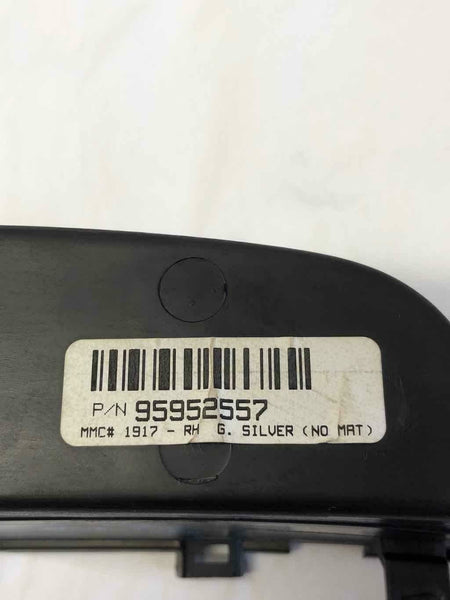 P/N 95952557
MMC# 1917 - RH G. SILVER (NO MAT)